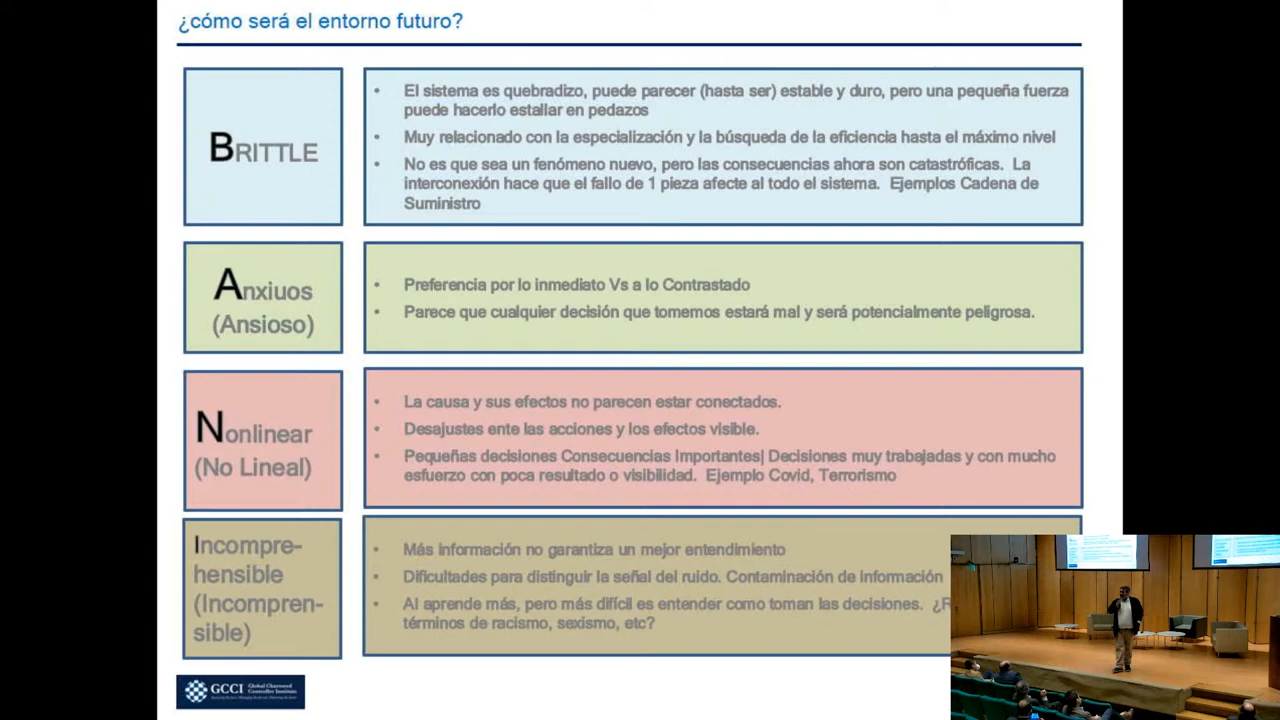 ¿cómo será el entorno futuro?
BRITTLE
• El sistema es quebradizo, puede parecer (hasta ser) estable y duro, pero una pequeña fuerza
puede hacerlo estallar en pedazos
• Muy relacionado con la especialización y la búsqueda de la eficiencia hasta el máximo nivel
• No es que sea un fenómeno nuevo, pero las consecuencias ahora son catastróficas. La
interconexión hace que el fallo de 1 pieza afecte al todo el sistema. Ejemplos Cadena de
Suministro
Anxiuos
(Ansioso)
• Preferencia por lo inmediato Vs a lo Contrastado
• Parece que cualquier decisión que tomemos estará mal y será potencialmente peligrosa.
Nonlinear
(No Lineal)
• La causa y sus efectos no parecen estar conectados.
• Desajustes ente las acciones y los efectos visible.
• Pequeñas decisiones Consecuencias Importantes| Decisiones muy trabajadas y con mucho
esfuerzo con poca resultado o visibilidad. Ejemplo Covid, Terrorismo
Incompre-
hensible
(Incompren-
sible)
• Más información no garantiza un mejor entendimiento
• Dificultades para distinguir la señal del ruido. Contaminación de información
• Al aprende más, pero más difícil es entender como toman las decisiones.
términos de racismo, sexismo, etc?
GCCI Global Chartered
Controller Institute